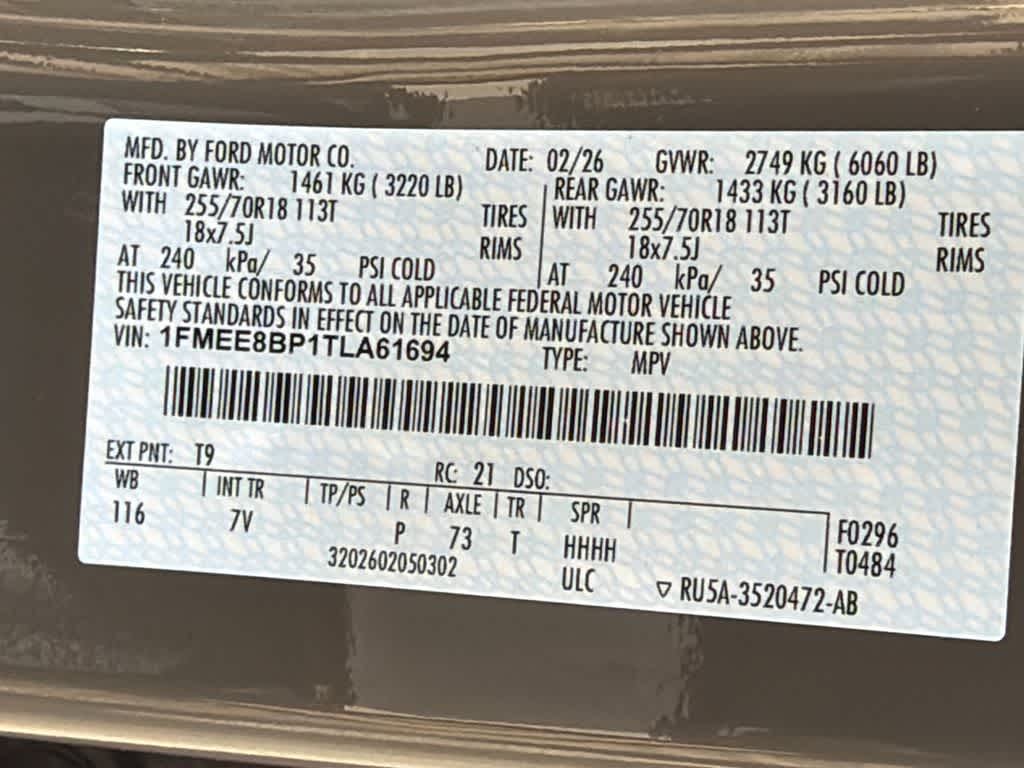 MFD. BY FORD MOTOR CO. DATE: 02/26 GVWR: 2749 KG ( 6060 LB)
FRONT GAWR: 1461 KG ( 3220 LB) REAR GAWR: 1433 KG ( 3160 LB)
WITH 255/70R18 113T TIRES WITH 255/70R18 113T TIRES
18x7.5J RIMS 18x7.5J RIMS
AT 240 kPa/ 35 PSI COLD AT 240 kPa/ 35 PSI COLD
THIS VEHICLE CONFORMS TO ALL APPLICABLE FEDERAL MOTOR VEHICLE
SAFETY STANDARDS IN EFFECT ON THE DATE OF MANUFACTURE SHOWN ABOVE.
VIN: 1FMEE8BP1TLA61694 TYPE: MPV
EXT PNT: T9 RC: 21 DSO:
WB INT TR TP/PS R AXLE TR SPR F0296
116 7V P 73 T HHHH T0484
3202602050302 ULC ▽ RU5A-3520472-AB